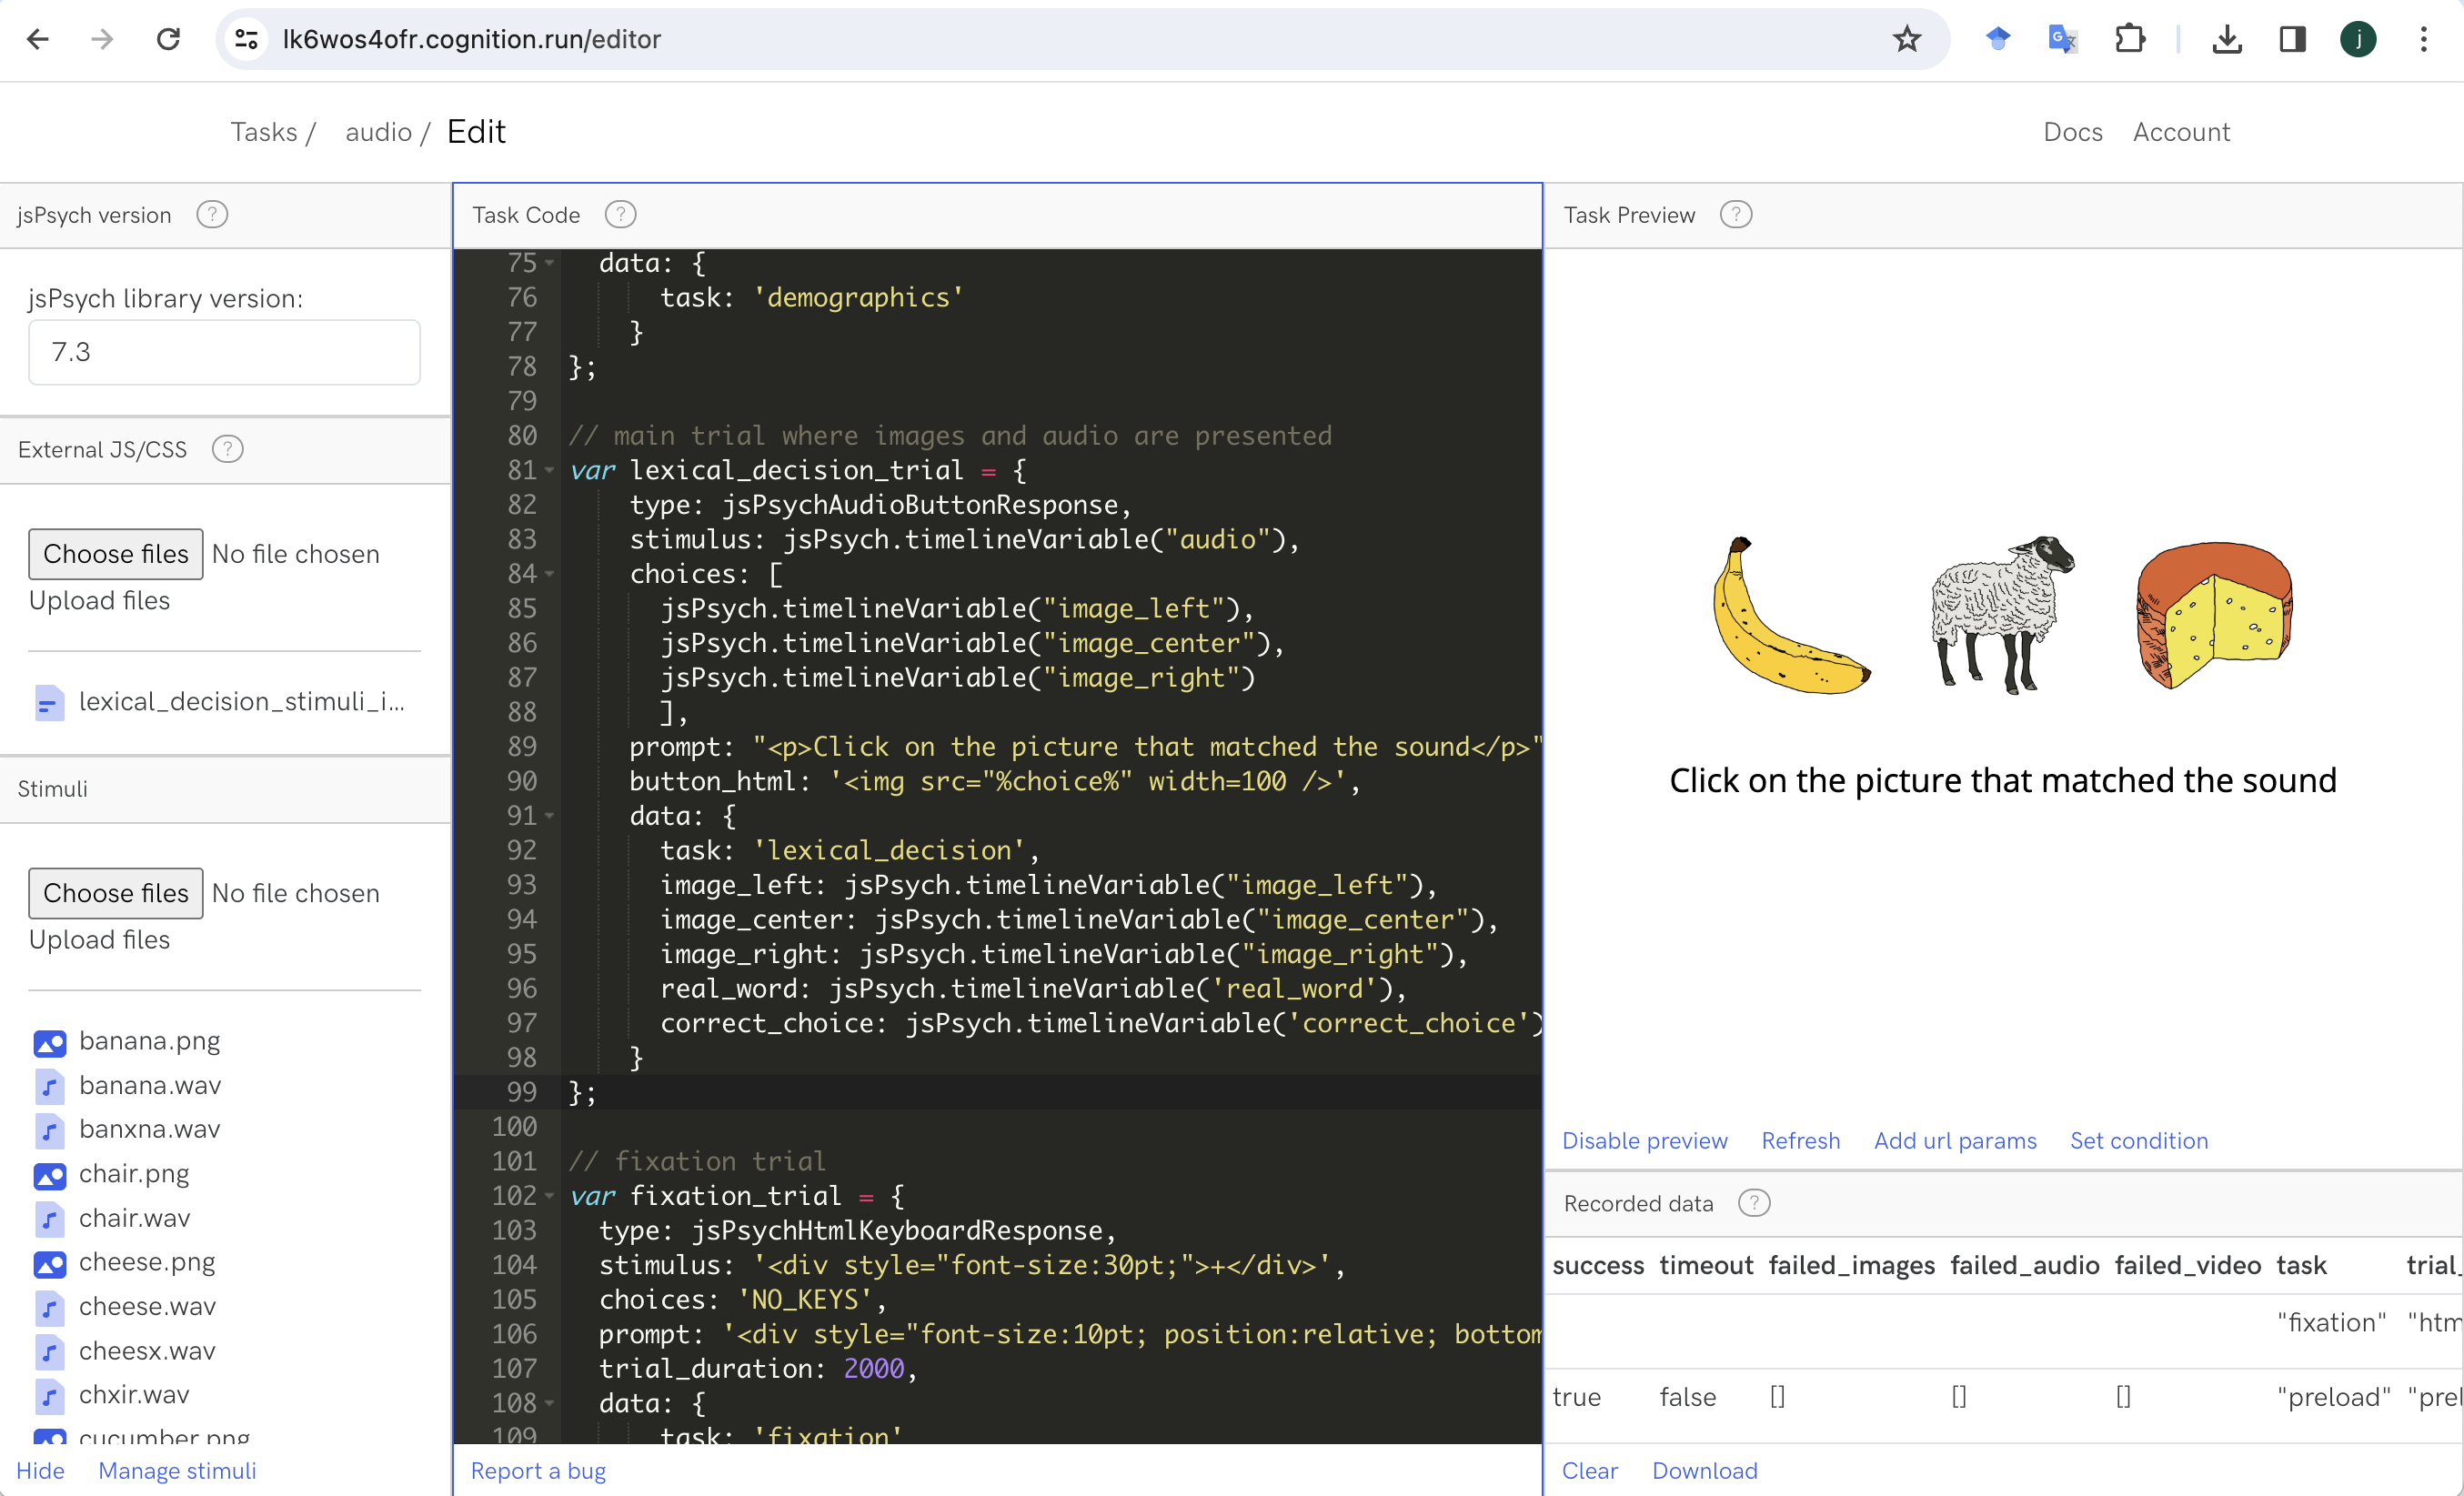 lk6wos4ofr.cognition.run/editor
j
Tasks / audio / Edit
Docs Account
jsPsych version ?
jsPsych library version:
7.3
External JS/CSS ?
Choose files No file chosen
Upload files
lexical_decision_stimuli_i...
Stimuli
Choose files No file chosen
Upload files
banana.png
banana.wav
banxna.wav
chair.png
chair.wav
cheese.png
cheese.wav
cheesx.wav
chxir.wav
cucumber.png
Hide Manage stimuli
Task Code ?
75 data: {
76 task: 'demographics'
77 }
78 };
79
80 // main trial where images and audio are presented
81 var lexical_decision_trial = {
82 type: jsPsychAudioButtonResponse,
83 stimulus: jsPsych.timelineVariable("audio"),
84 choices: [
85 jsPsych.timelineVariable("image_left"),
86 jsPsych.timelineVariable("image_center"),
87 jsPsych.timelineVariable("image_right")
88 ],
89 prompt: "<p>Click on the picture that matched the sound</p>"
90 button_html: '<img src="%choice%" width=100 />',
91 data: {
92 task: 'lexical_decision',
93 image_left: jsPsych.timelineVariable("image_left"),
94 image_center: jsPsych.timelineVariable("image_center"),
95 image_right: jsPsych.timelineVariable("image_right"),
96 real_word: jsPsych.timelineVariable('real_word'),
97 correct_choice: jsPsych.timelineVariable('correct_choice')
98 }
99 };
100
101 // fixation trial
102 var fixation_trial = {
103 type: jsPsychHtmlKeyboardResponse,
104 stimulus: '<div style="font-size:30pt;">+</div>',
105 choices: 'NO_KEYS',
106 prompt: '<div style="font-size:10pt; position:relative; bottom
107 trial_duration: 2000,
108 data: {
109 task: 'fixation'
Report a bug
Task Preview ?
Click on the picture that matched the sound
Disable preview Refresh Add url params Set condition
Recorded data ?
success timeout failed_images failed_audio failed_video task trial_
"fixation" "htm
true false [] [] [] "preload" "prel
Clear Download